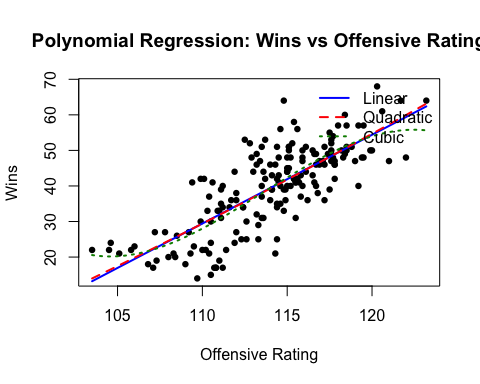 Polynomial Regression: Wins vs Offensive Rating
70
60
50
40
30
20
Wins
Linear
Quadratic
Cubic
105 110 115 120
Offensive Rating